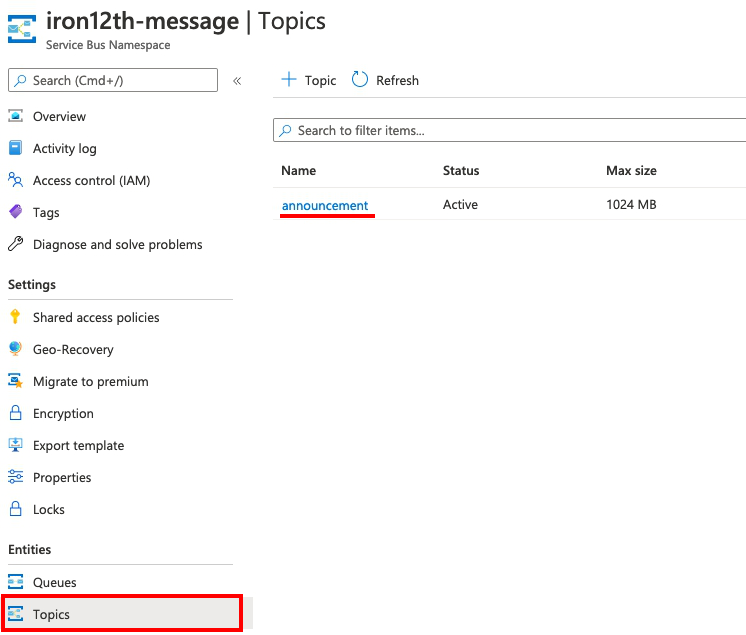 iron12th-message | Topics
Service Bus Namespace
Search (Cmd+/)
«
Overview
Activity log
Access control (IAM)
Tags
Diagnose and solve problems
Settings
Shared access policies
Geo-Recovery
Migrate to premium
Encryption
Export template
Properties
Locks
Entities
Queues
Topics
+ Topic Refresh
Search to filter items...
Name Status Max size
announcement Active 1024 MB